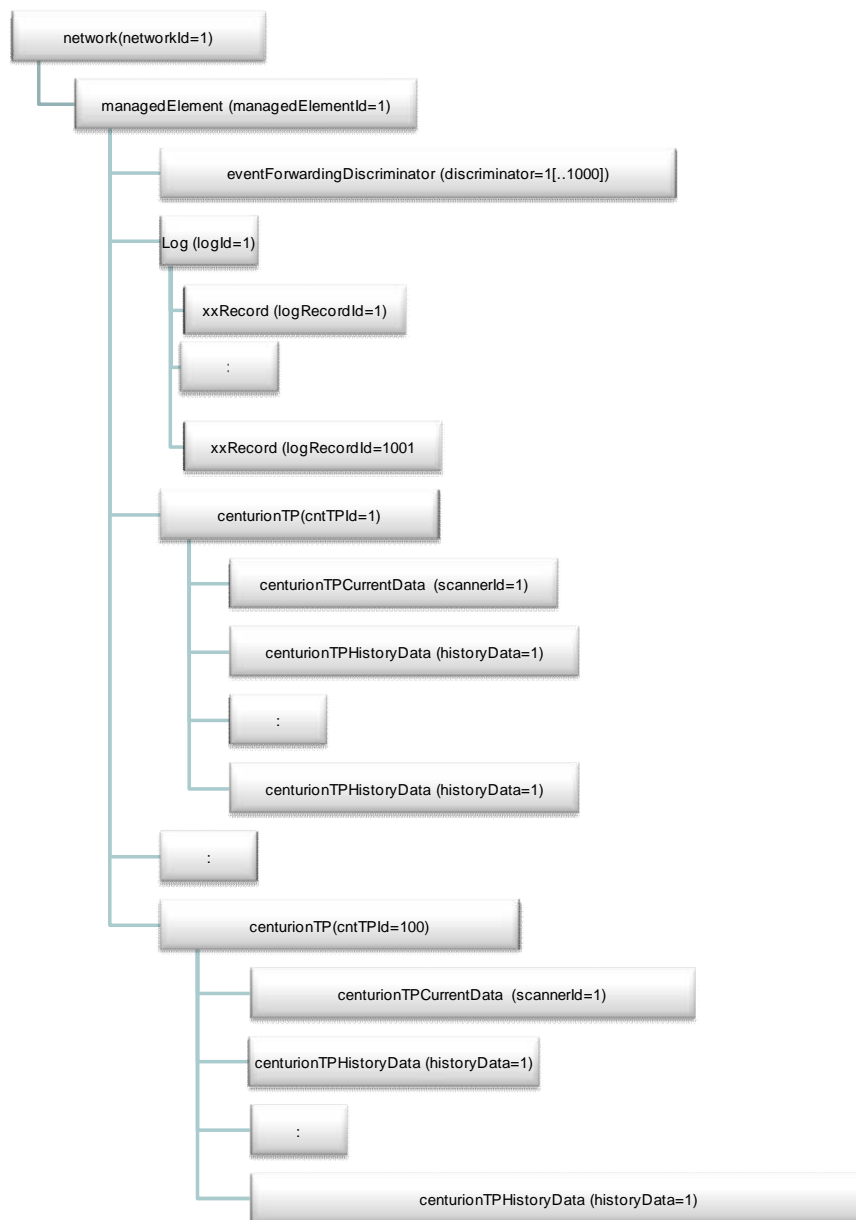 network(networkId=1)
managedElement (managedElementId=1)
eventForwardingDiscriminator (discriminator=1[..1000])
Log (logId=1)
xxRecord (logRecordId=1)
:
xxRecord (logRecordId=1001
centurionTP(cntTPId=1)
centurionTPCurrentData (scannerId=1)
centurionTPHistoryData (historyData=1)
:
centurionTPHistoryData (historyData=1)
:
centurionTP(cntTPId=100)
centurionTPCurrentData (scannerId=1)
centurionTPHistoryData (historyData=1)
:
centurionTPHistoryData (historyData=1)